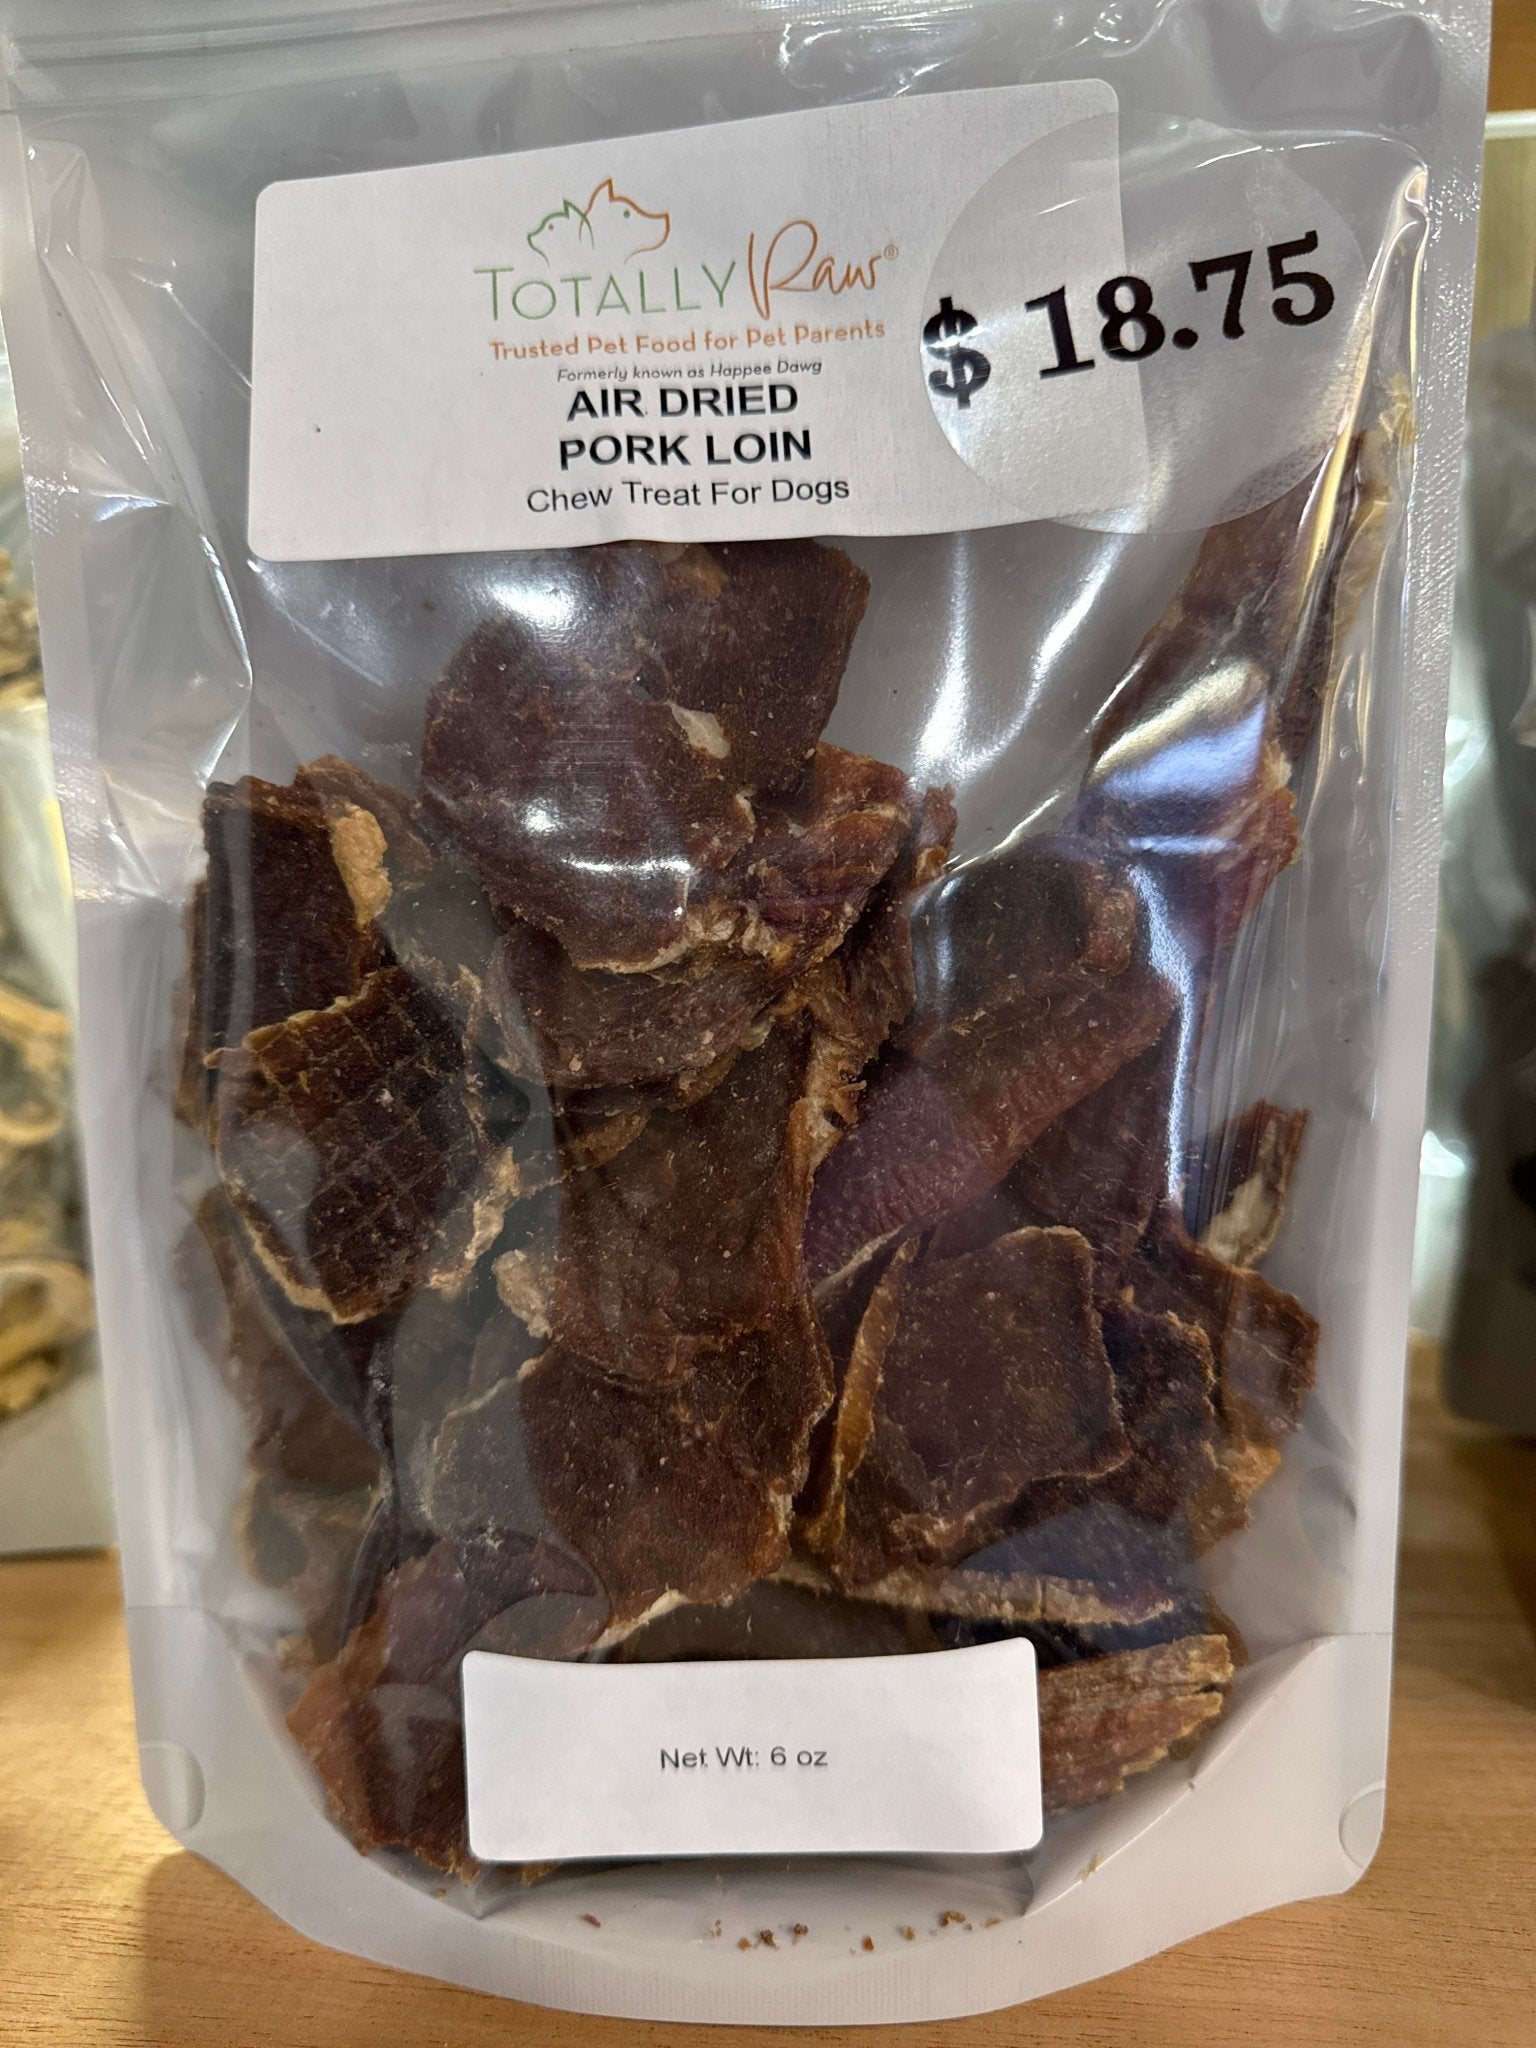 TOTALLY Raw®
Trusted Pet Food for Pet Parents
Formerly known as Happee Dawg
AIR DRIED
PORK LOIN
Chew Treat For Dogs
$ 18.75
Net Wt: 6 oz